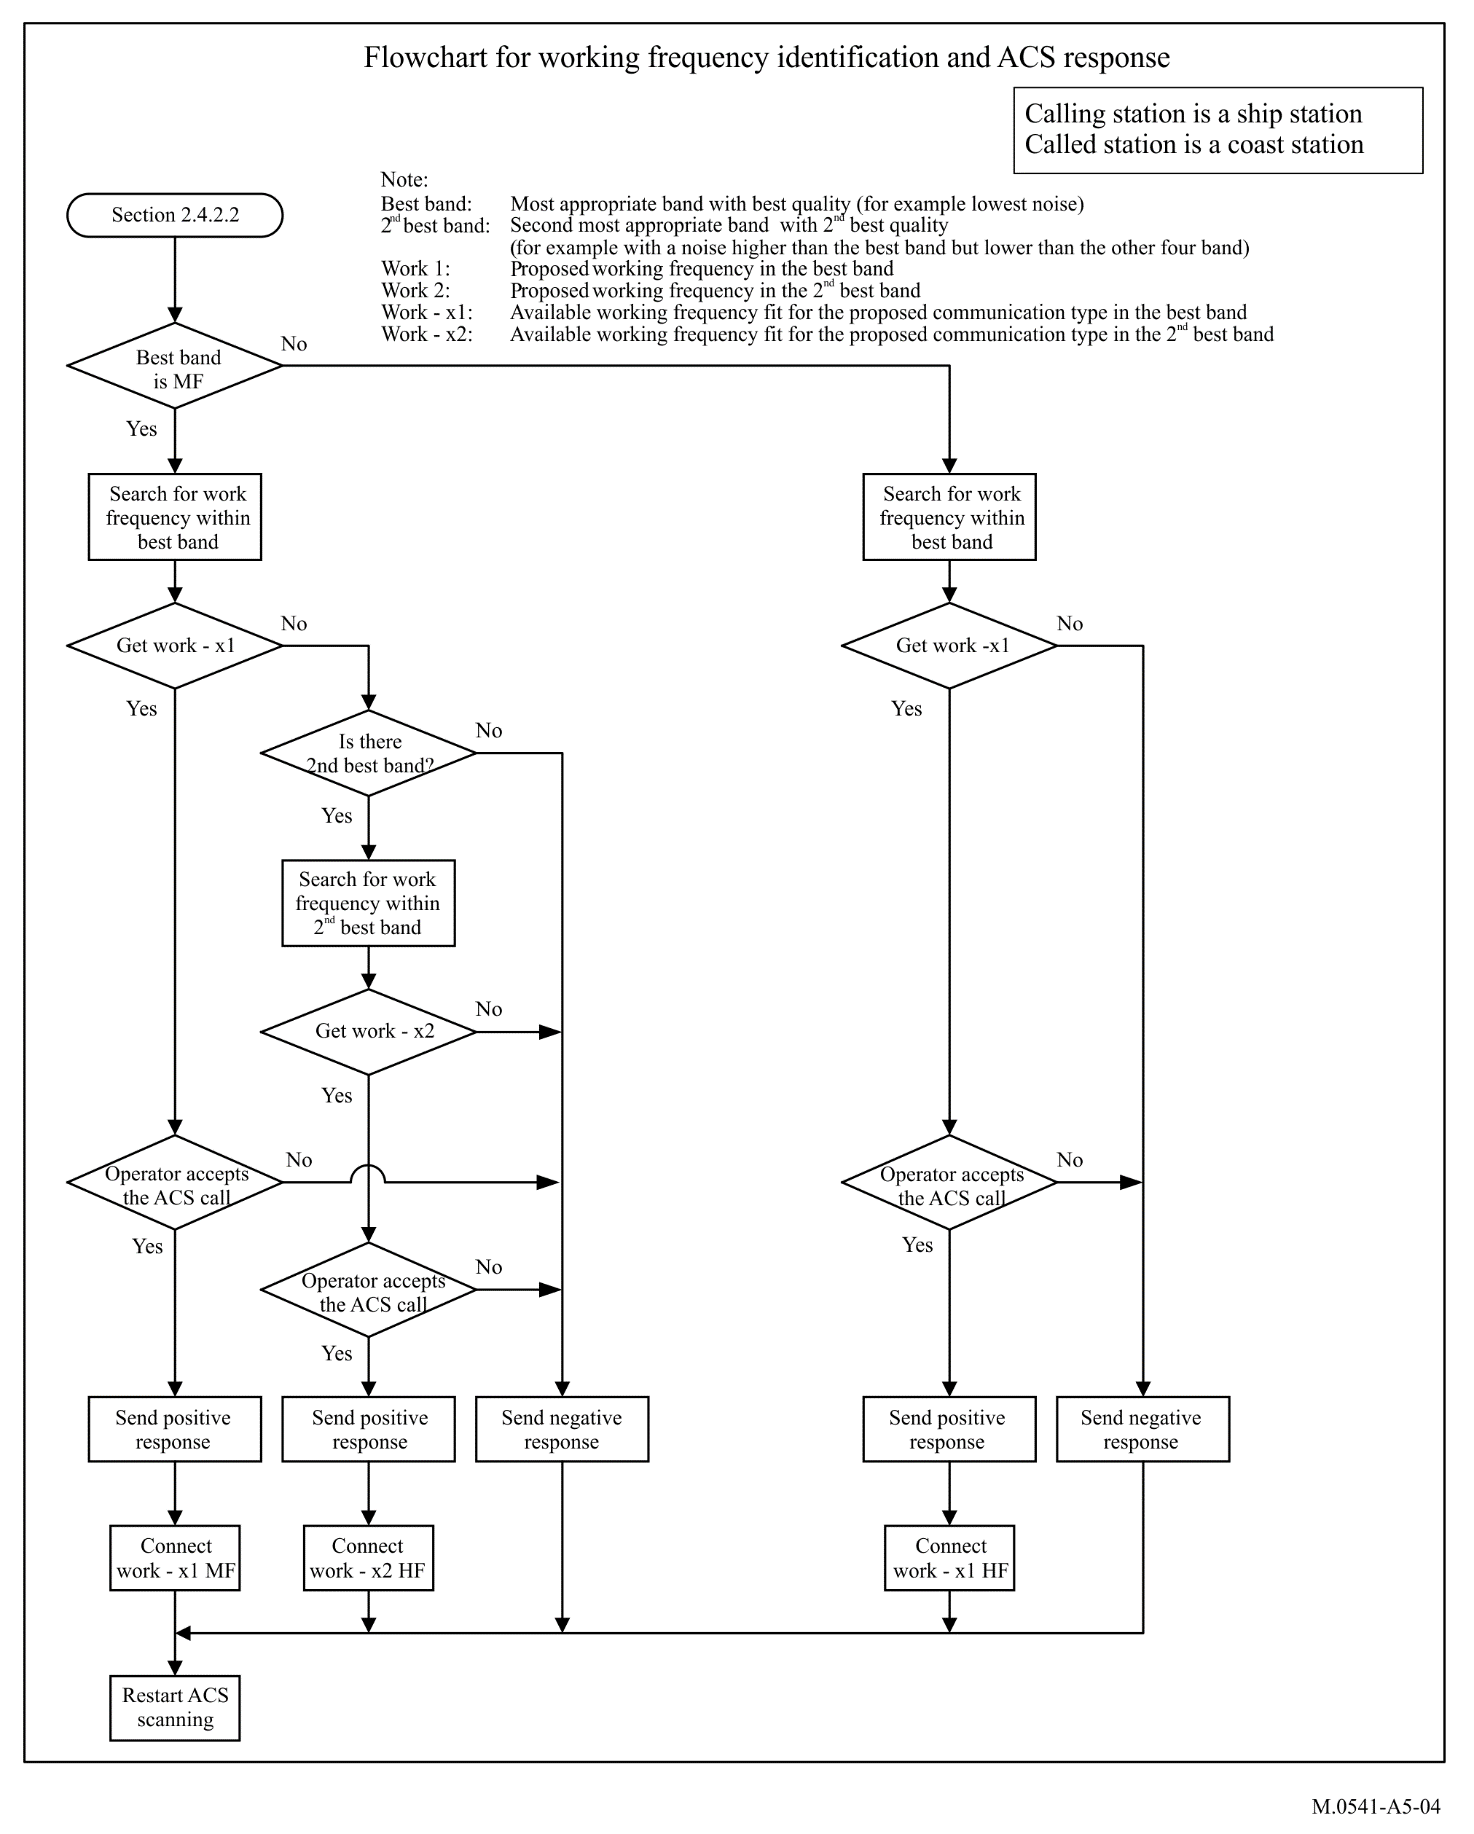 Flowchart for working frequency identification and ACS response
Calling station is a ship station
Called station is a coast station
Note:
Best band: Most appropriate band with best quality (for example lowest noise)
2nd best band: Second most appropriate band with 2nd best quality
(for example with a noise higher than the best band but lower than the other four band)
Work 1: Proposed working frequency in the best band
Work 2: Proposed working frequency in the 2nd best band
Work - x1: Available working frequency fit for the proposed communication type in the best band
Work - x2: Available working frequency fit for the proposed communication type in the 2nd best band
Section 2.4.2.2
Best band
is MF
No
Yes
Search for work
frequency within
best band
Search for work
frequency within
best band
Get work - x1
No
Yes
Get work -x1
No
Yes
Is there
2nd best band?
No
Yes
Search for work
frequency within
2nd best band
Get work - x2
No
Yes
Operator accepts
the ACS call
No
Yes
Operator accepts
the ACS call
No
Yes
Operator accepts
the ACS call
No
Yes
Send positive
response
Send positive
response
Send negative
response
Send positive
response
Send negative
response
Connect
work - x1 MF
Connect
work - x2 HF
Connect
work - x1 HF
Restart ACS
scanning
M.0541-A5-04